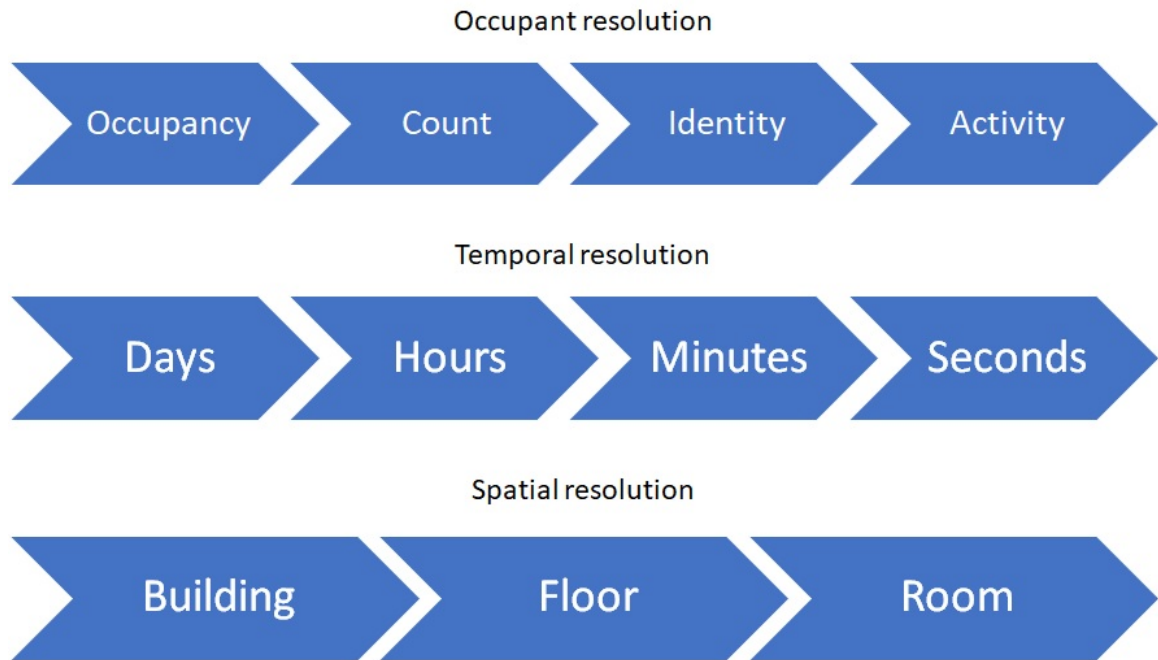 Occupant resolution
Occupancy Count Identity Activity
Temporal resolution
Days Hours Minutes Seconds
Spatial resolution
Building Floor Room